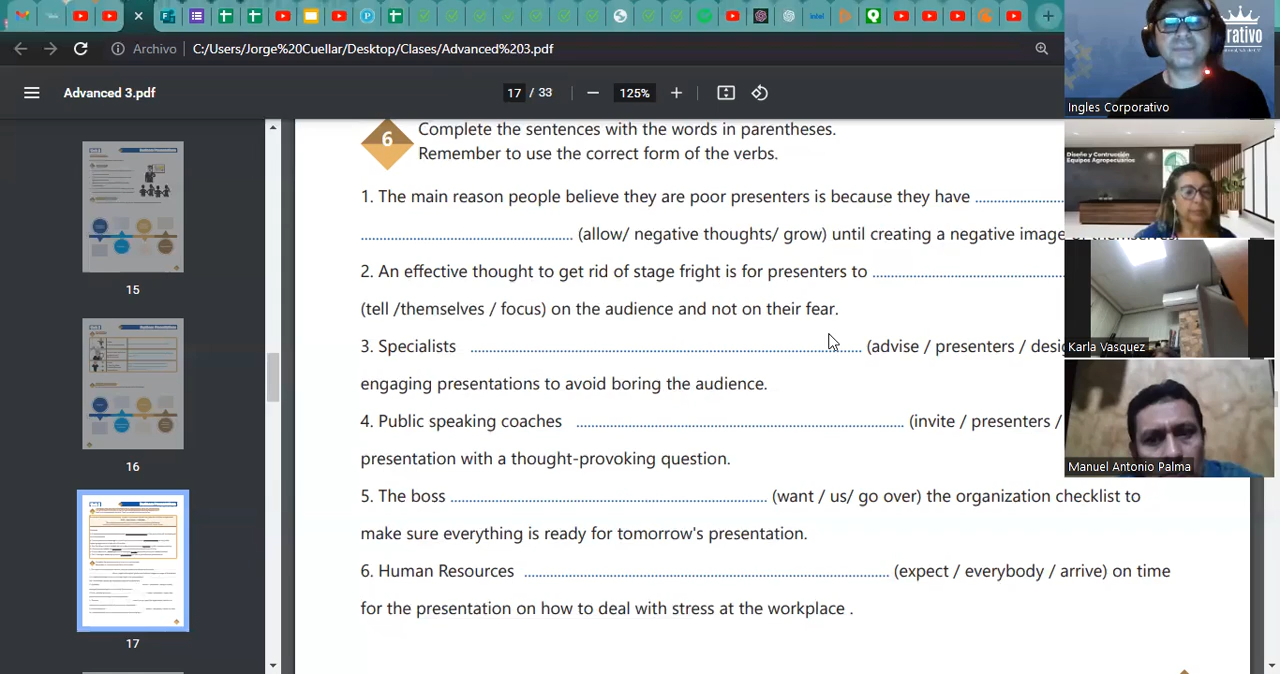 Archivo
C:/Users/Jorge%20Cuellar/Desktop/Clases/Advanced%203.pdf
Advanced 3.pdf
17 / 33
125%
Ingles Corporativo
Diseño y Contrucción
Equipos Agropecuarios
Karla Vasquez
Manuel Antonio Palma
15
16
17
6
Complete the sentences with the words in parentheses.
Remember to use the correct form of the verbs.
1. The main reason people believe they are poor presenters is because they have
(allow/ negative thoughts/ grow) until creating a negative image of themselves.
2. An effective thought to get rid of stage fright is for presenters to
(tell /themselves / focus) on the audience and not on their fear.
3. Specialists (advise / presenters /
engaging presentations to avoid boring the audience.
4. Public speaking coaches (invite / presenters /
presentation with a thought-provoking question.
5. The boss (want / us/ go over) the organization checklist to
make sure everything is ready for tomorrow's presentation.
6. Human Resources (expect / everybody / arrive) on time
for the presentation on how to deal with stress at the workplace .